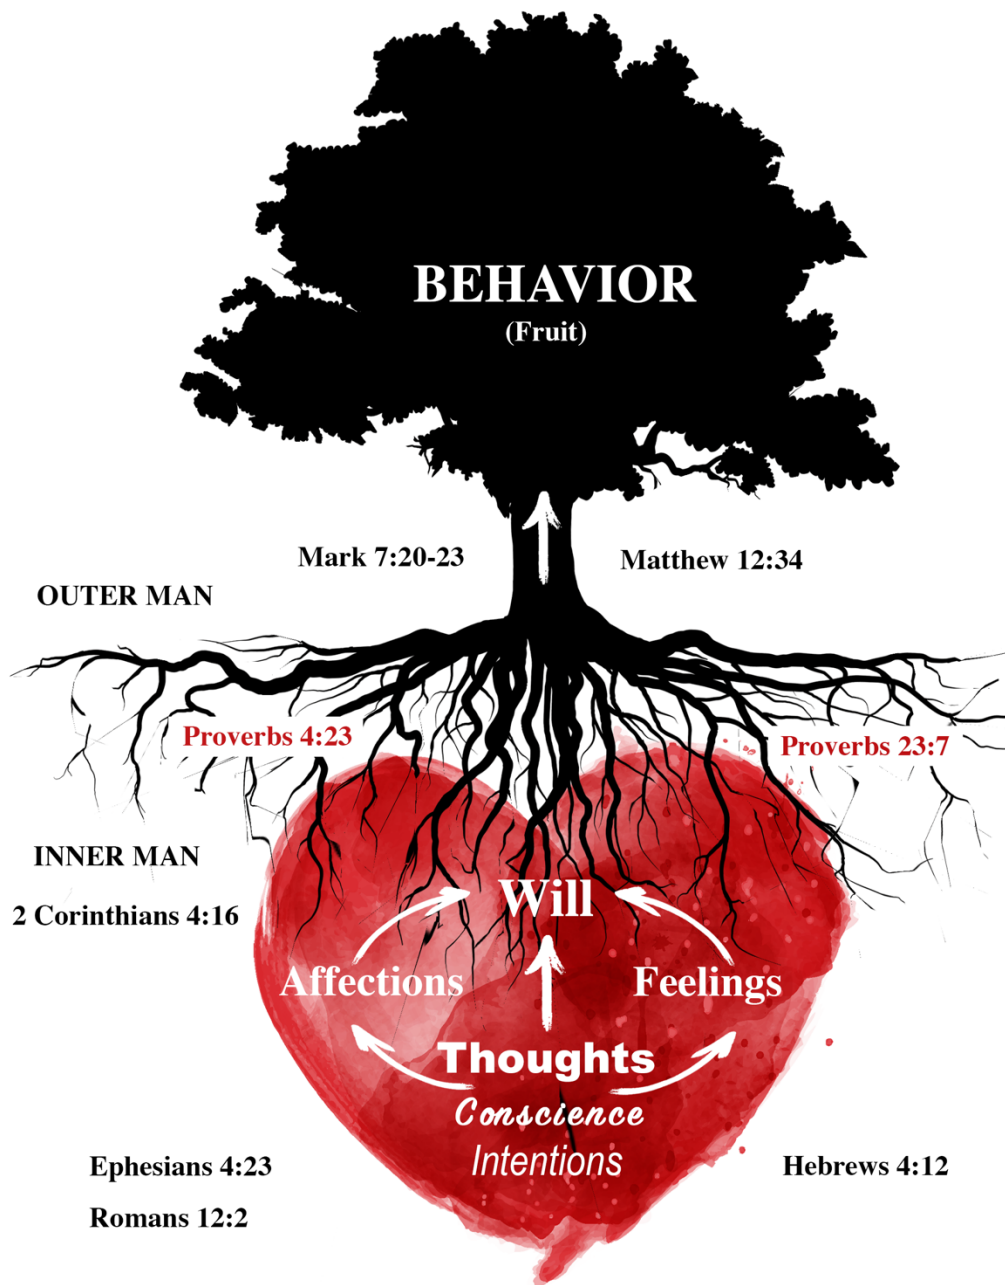 BEHAVIOR
(Fruit)
Mark 7:20-23
Matthew 12:34
OUTER MAN
Proverbs 4:23
Proverbs 23:7
INNER MAN
2 Corinthians 4:16
Will
Affections
Feelings
Thoughts
Conscience
Intentions
Ephesians 4:23
Hebrews 4:12
Romans 12:2